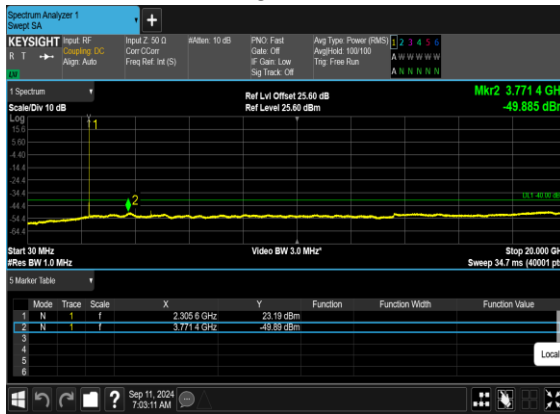 Spectrum Analyzer 1
Swept SA
+
KEYSIGHT Input: RF Input Z: 50 Ω #Atten: 10 dB PNO: Fast Avg Type: Power (RMS) 1 2 3 4 5 6
R T Coupling: DC Corr CCorr Gate: Off Avg|Hold: 100/100 A W W W W W
Align: Auto Freq Ref: Int (S) IF Gain: Low Trig: Free Run
Sig Track: Off A N N N N N
1 Spectrum Ref Lvl Offset 25.60 dB Mkr2 3.771 4 GH
Scale/Div 10 dB Ref Level 25.60 dBm -49.885 dB
Log
15.6
5.60
-4.40
-14.4
-24.4
-34.4
-44.4
-54.4
-64.4
1
2
DL1 -40.00 dB
Start 30 MHz Video BW 3.0 MHz* Stop 20.000 GH
#Res BW 1.0 MHz Sweep 34.7 ms (40001 pt
5 Marker Table
Mode Trace Scale X Y Function Function Width Function Value
1 N 1 f 2.305 6 GHz 23.19 dBm
2 N 1 f 3.771 4 GHz -49.89 dBm
3
4
5
6
Local
? Sep 11, 2024
7:03:11 AM